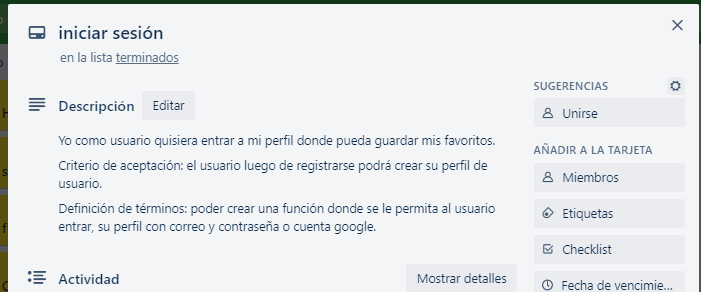 iniciar sesión
en la lista terminados
SUGERENCIAS
Descripción Editar
Unirse
Yo como usuario quisiera entrar a mi perfil donde pueda guardar mis favoritos.
Criterio de aceptación: el usuario luego de registrarse podrá crear su perfil de
usuario.
Definición de términos: poder crear una función donde se le permita al usuario
entrar, su perfil con correo y contraseña o cuenta google.
AÑADIR A LA TARJETA
Miembros
Etiquetas
Checklist
Actividad Mostrar detalles
Fecha de vencimie...